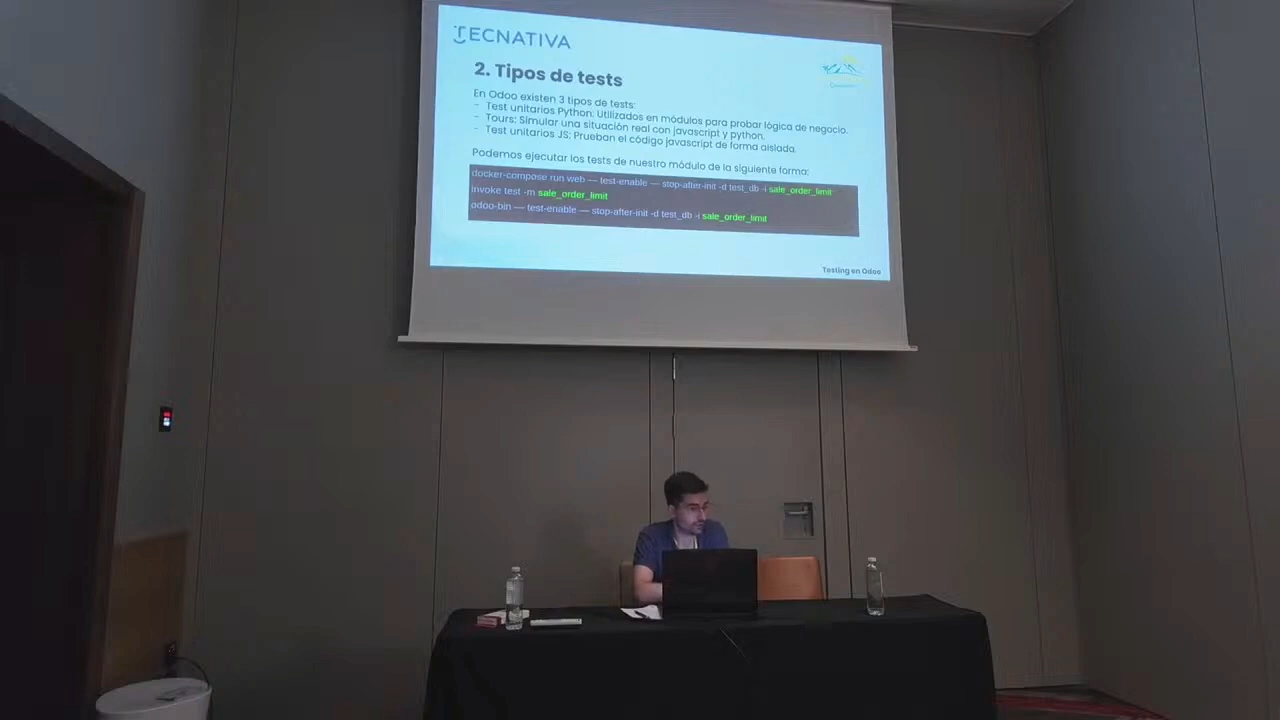 TECNATIVA
2. Tipos de tests
En Odoo existen 3 tipos de tests:
- Test unitarios Python: Utilizados en módulos para probar lógica de negocio.
- Tours: Simular una situación real con javascript y python.
- Test unitarios JS: Prueban el código javascript de forma aislada.
Podemos ejecutar los tests de nuestro módulo de la siguiente forma:
docker-compose run web — test-enable — stop-after-init -d test_db -i sale_order_limit
invoke test -m sale_order_limit
odoo-bin — test-enable — stop-after-init -d test_db -i sale_order_limit
Testing en Odoo